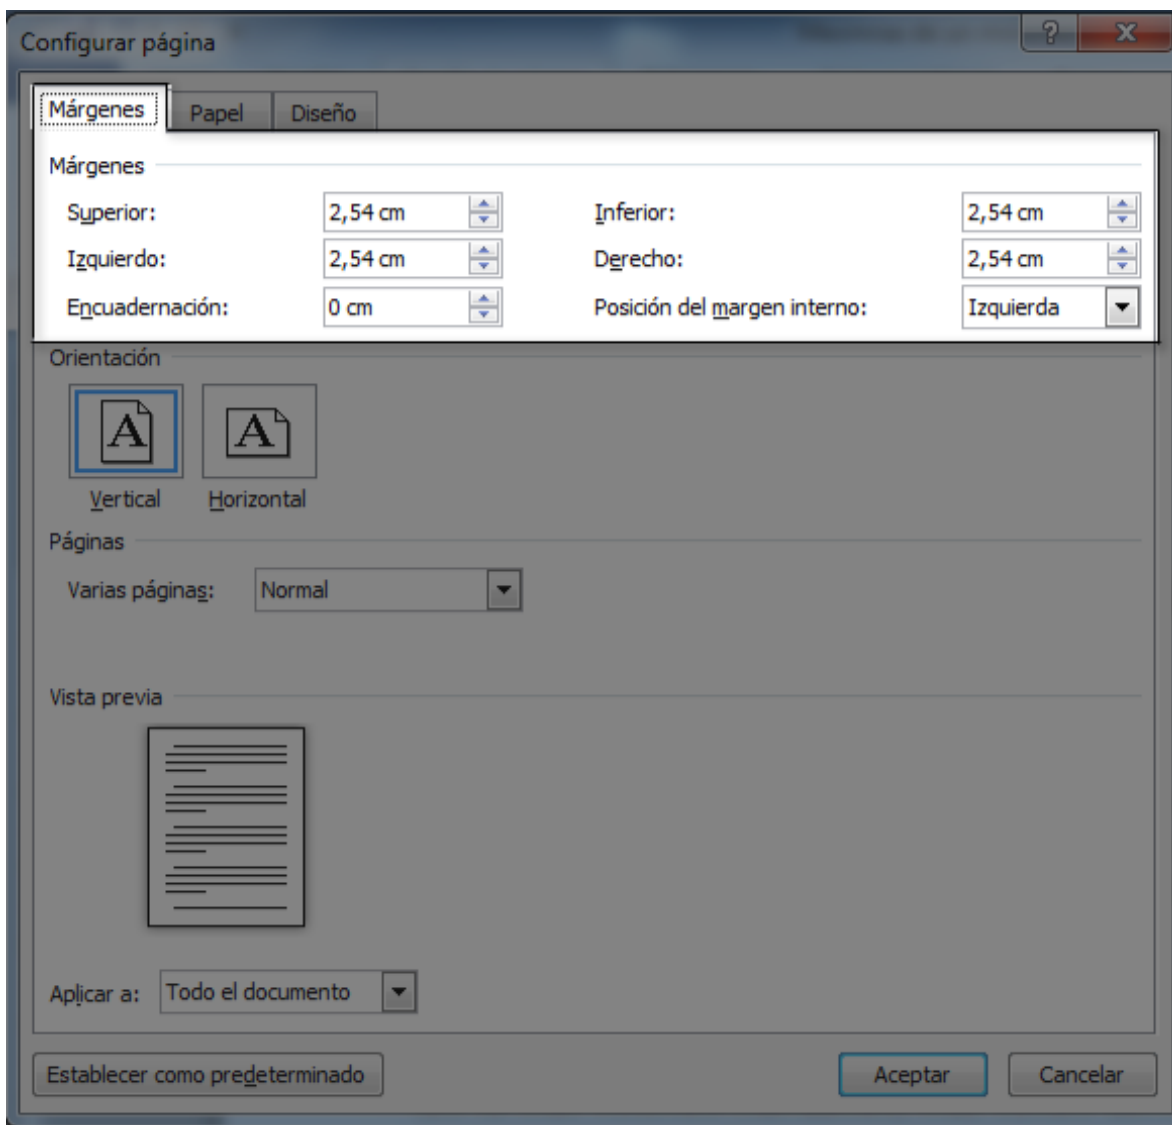 Configurar página
Márgenes Papel Diseño
Márgenes
Superior: 2,54 cm Inferior: 2,54 cm
Izquierdo: 2,54 cm Derecho: 2,54 cm
Encuadernación: 0 cm Posición del margen interno: Izquierda
Orientación
A A
Vertical Horizontal
Páginas
Varias páginas: Normal
Vista previa
Aplicar a: Todo el documento
Establecer como predeterminado Aceptar Cancelar